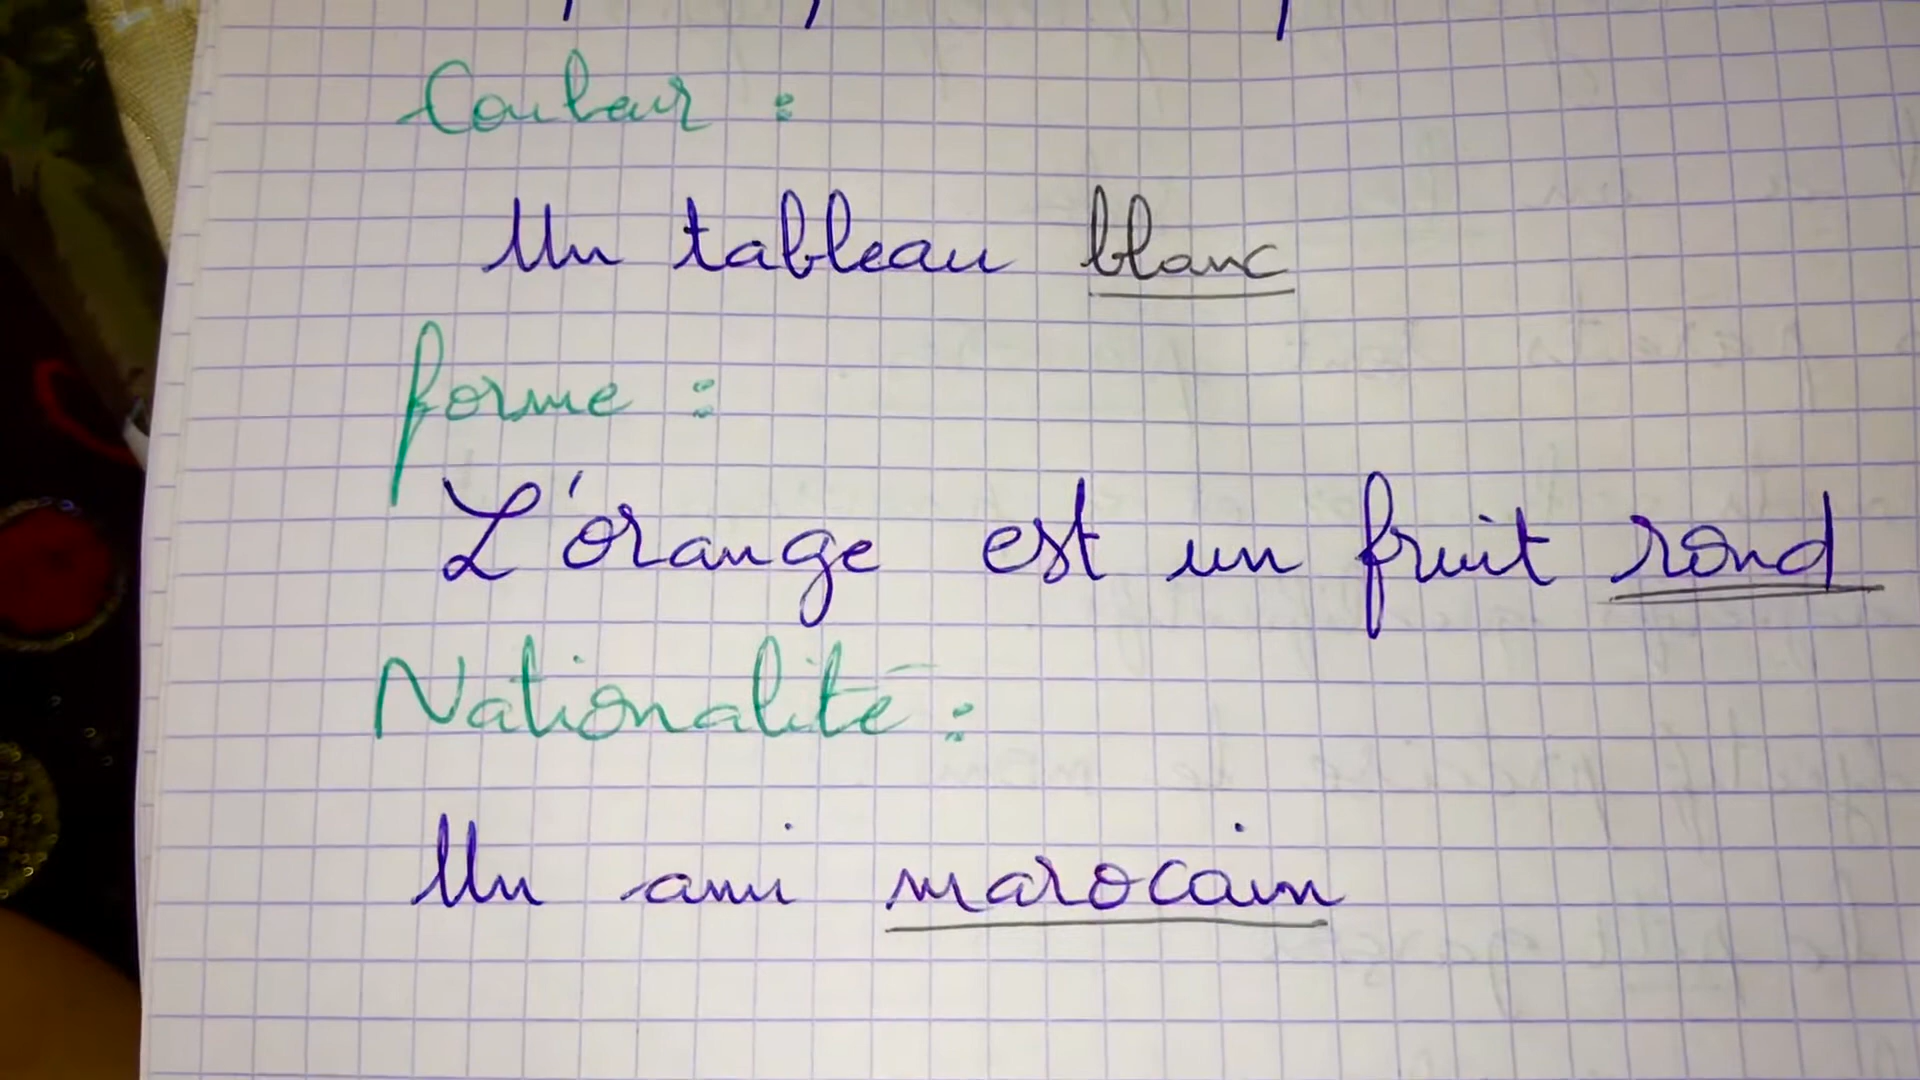 Couleur :
Un tableau blanc
forme :
L'orange est un fruit rond
Nationalité :
Un ami marocain